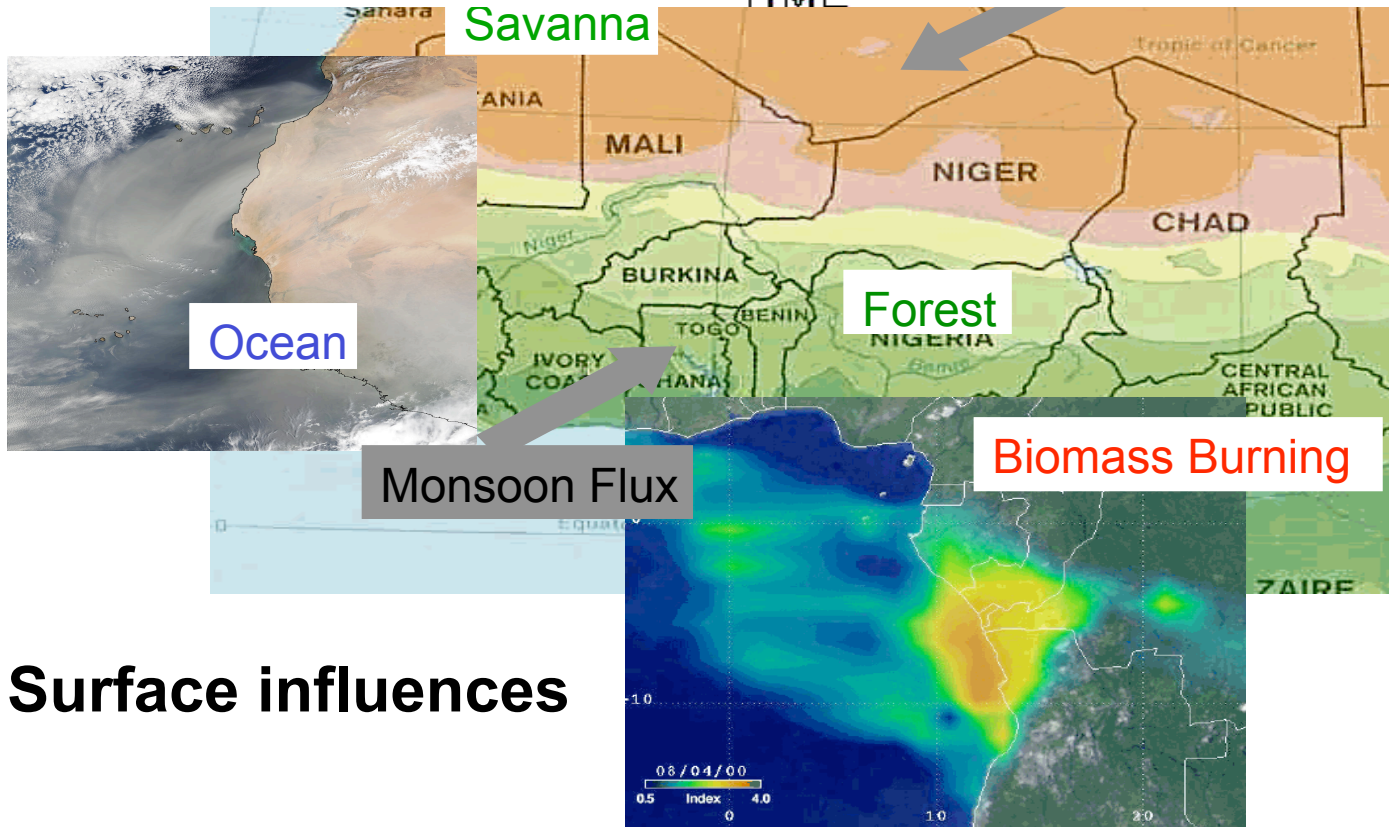 Sahara
Savanna
Tropic of Cancer
TANIA
MALI
NIGER
CHAD
Niger
BURKINA
Forest
BENIN
TOGO
NIGERIA
Ocean
IVORY
COAST
GHANA
CENTRAL
AFRICAN
PUBLIC
Biomass Burning
Monsoon Flux
0
ZAIRE
Surface influences
-10
08/04/00
0.5 Index 4.0
0 10 20